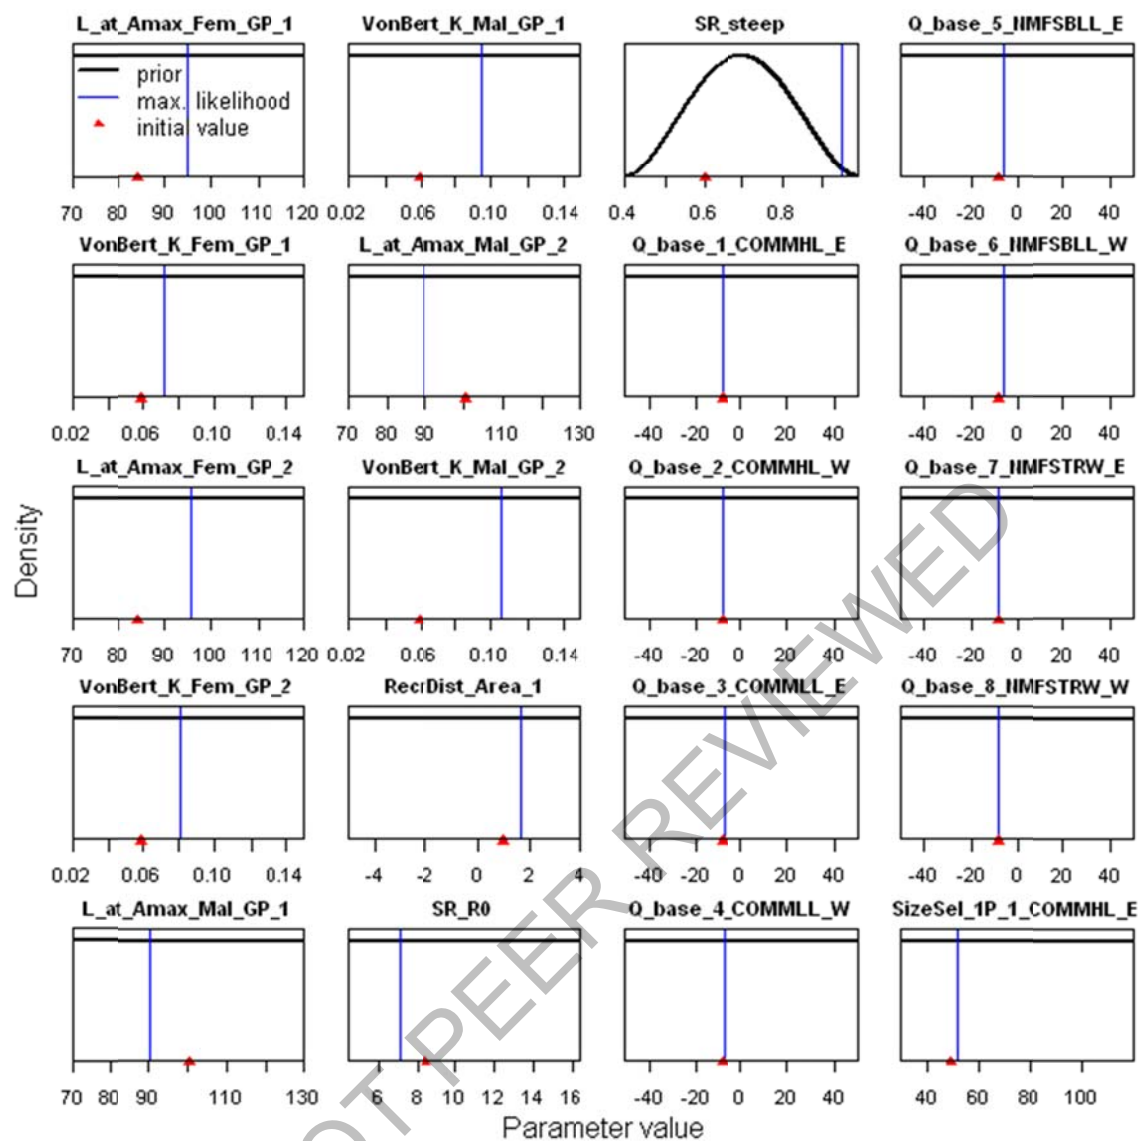 L_at_Amax_Fem_GP_1 VonBert_K_Mal_GP_1 SR_steep Q_base_5_NMFSBLL_E
prior
max. likelihood
initial value
70 80 90 100 110 120 0.02 0.06 0.10 0.14 0.4 0.6 0.8 -40 -20 0 20 40
VonBert_K_Fem_GP_1 L_at_Amax_Mal_GP_2 Q_base_1_COMMHL_E Q_base_6_NMFSBLL_W
0.02 0.06 0.10 0.14 70 80 90 110 130 -40 -20 0 20 40 -40 -20 0 20 40
L_at_Amax_Fem_GP_2 VonBert_K_Mal_GP_2 Q_base_2_COMMHL_W Q_base_7_NMFSTRW_E
Density
70 80 90 100 110 120 0.02 0.06 0.10 0.14 -40 -20 0 20 40 -40 -20 0 20 40
VonBert_K_Fem_GP_2 RecrDist_Area_1 Q_base_3_COMMLL_E Q_base_8_NMFSTRW_W
0.02 0.06 0.10 0.14 -4 -2 0 2 4 -40 -20 0 20 40 -40 -20 0 20 40
L_at_Amax_Mal_GP_1 SR_R0 Q_base_4_COMMLL_W SizeSel_1P_1_COMMHL_E
70 80 90 110 130 6 8 10 12 14 16 -40 -20 0 20 40 40 60 80 100
Parameter value
OT PEER REVIEWED